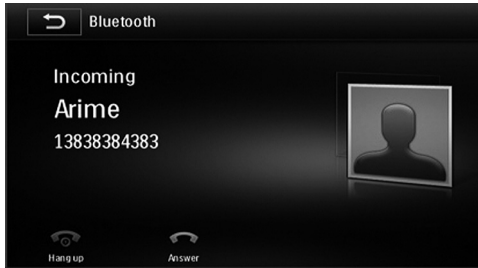 Bluetooth
Incoming
Arime
13838384383
Hang up
Answer